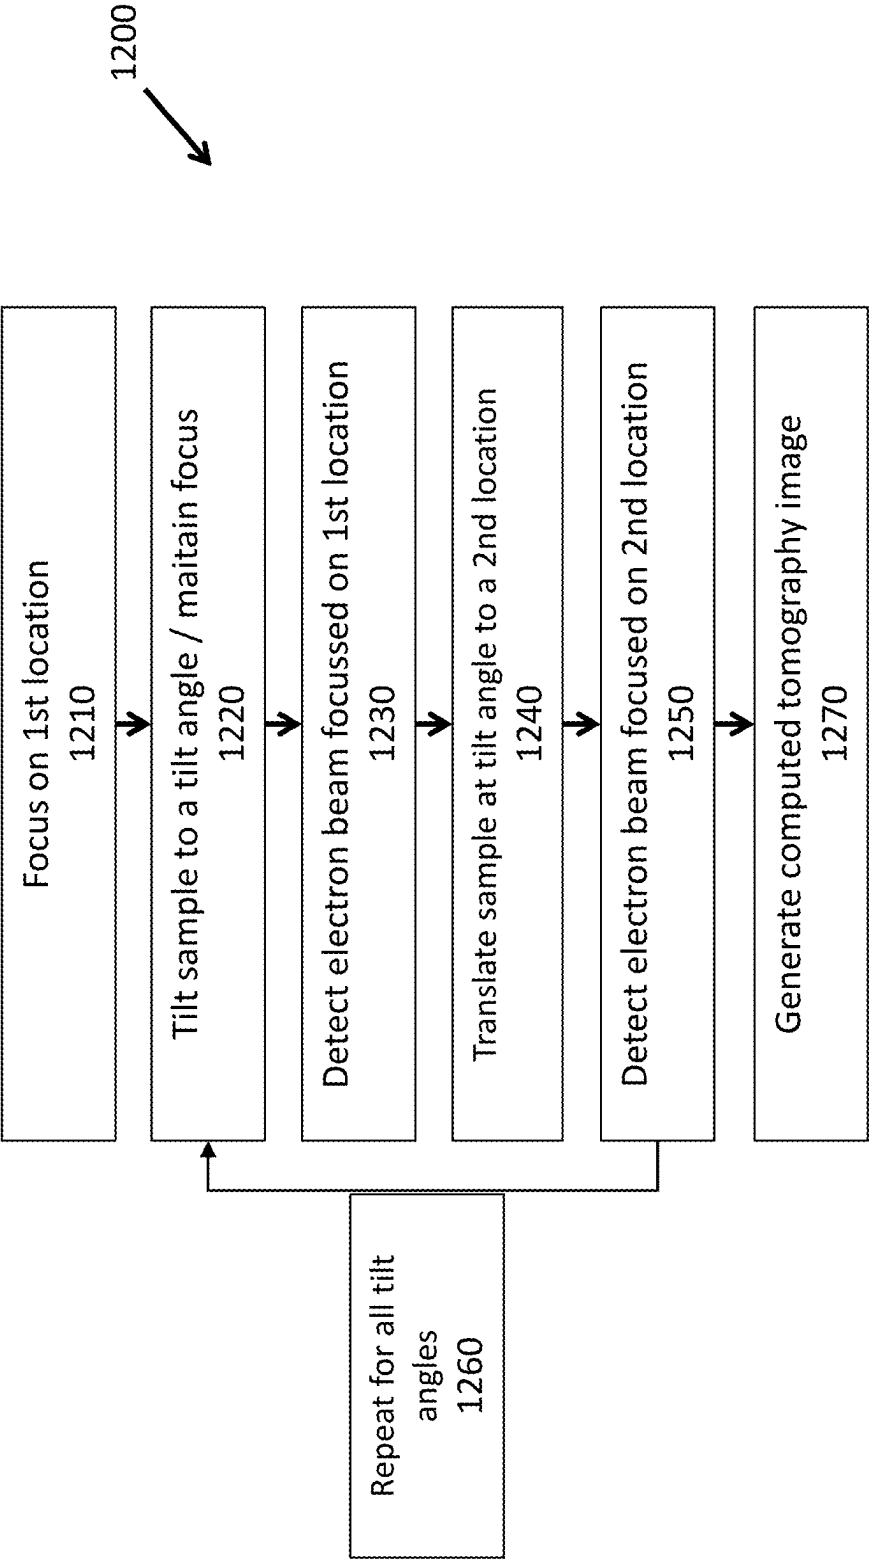 1200
Focus on 1st location
1210
Tilt sample to a tilt angle / maitain focus
1220
Detect electron beam focussed on 1st location
1230
Translate sample at tilt angle to a 2nd location
1240
Detect electron beam focused on 2nd location
1250
Repeat for all tilt
angles
1260
Generate computed tomography image
1270